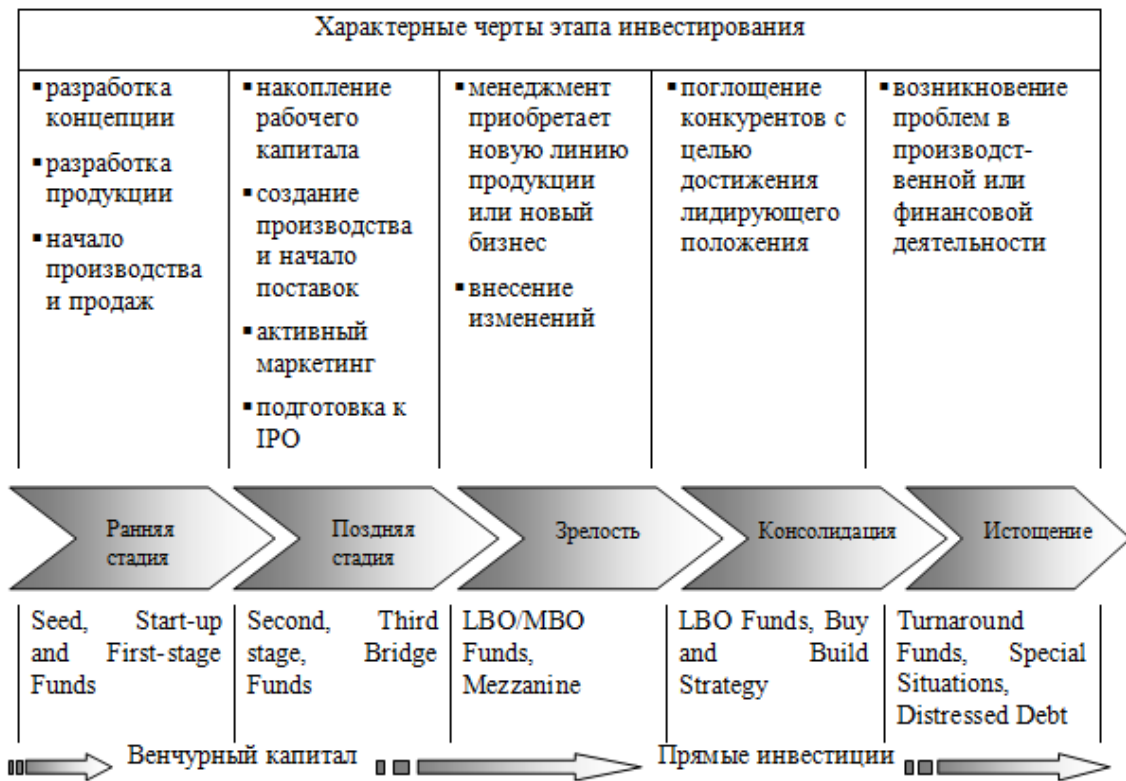 Характерные черты этапа инвестирования
▪ разработка
концепции
▪ разработка
продукции
▪ начало
производства
и продаж
▪ накопление
рабочего
капитала
▪ создание
производства
и начало
поставок
▪ активный
маркетинг
▪ подготовка к
IPO
▪ менеджмент
приобретает
новую линию
продукции
или новый
бизнес
▪ внесение
изменений
▪ поглощение
конкурентов с
целью
достижения
лидирующего
положения
▪ возникновение
проблем в
производст-
венной или
финансовой
деятельности
Ранняя
стадия
Поздняя
стадия
Зрелость
Консолидация
Истощение
Seed, Start-up
and First-stage
Funds
Second, Third
stage, Bridge
Funds
LBO/MBO
Funds,
Mezzanine
LBO Funds, Buy
and Build
Strategy
Turnaround
Funds, Special
Situations,
Distressed Debt
Венчурный капитал
Прямые инвестиции